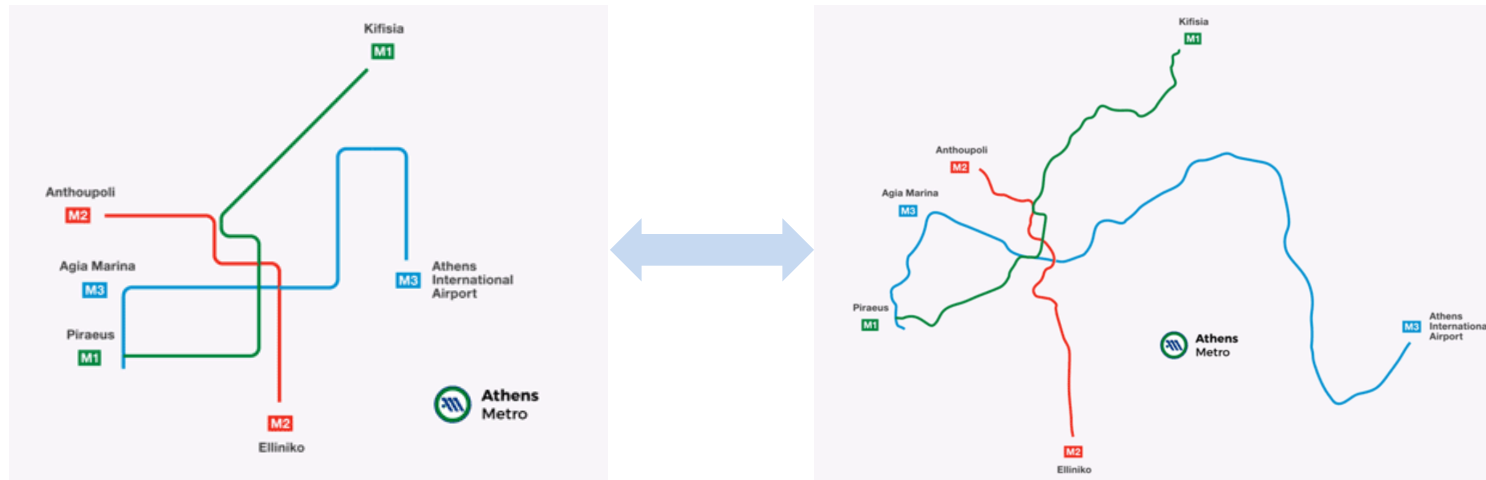 Kifisia
M1
Anthoupoli
M2
Agia Marina
M3
Piraeus
M1
M3
Athens
International
Airport
Athens
Metro
M2
Elliniko
Kifisia
M1
Anthoupoli
M2
Agia Marina
M3
Piraeus
M1
M3
Athens
Internationa
Airport
Athens
Metro
M2
Elliniko